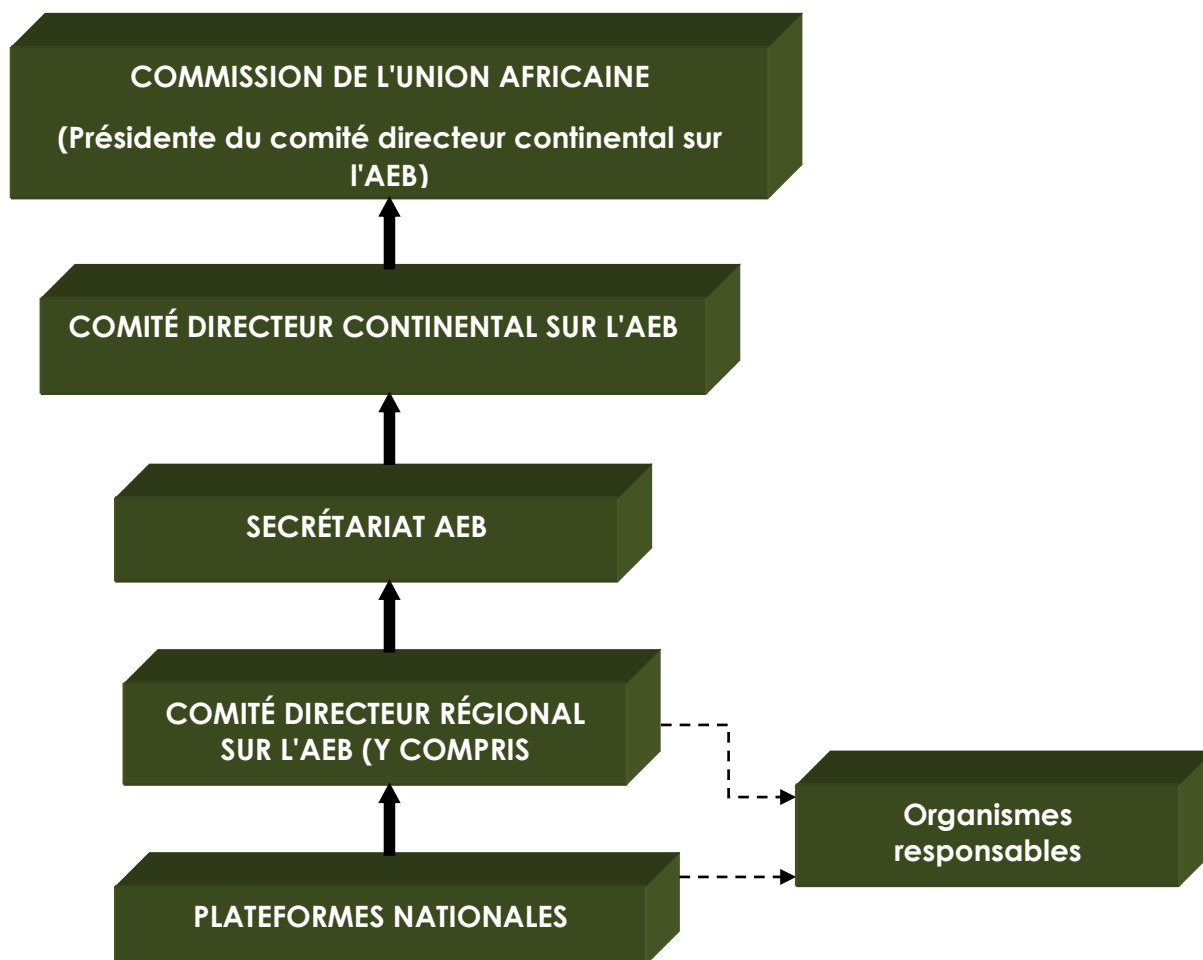 COMMISSION DE L'UNION AFRICAINE
(Présidente du comité directeur continental sur
l'AEB)
COMITÉ DIRECTEUR CONTINENTAL SUR L'AEB
SECRÉTARIAT AEB
COMITÉ DIRECTEUR RÉGIONAL
SUR L'AEB (Y COMPRIS
Organismes
responsables
PLATEFORMES NATIONALES